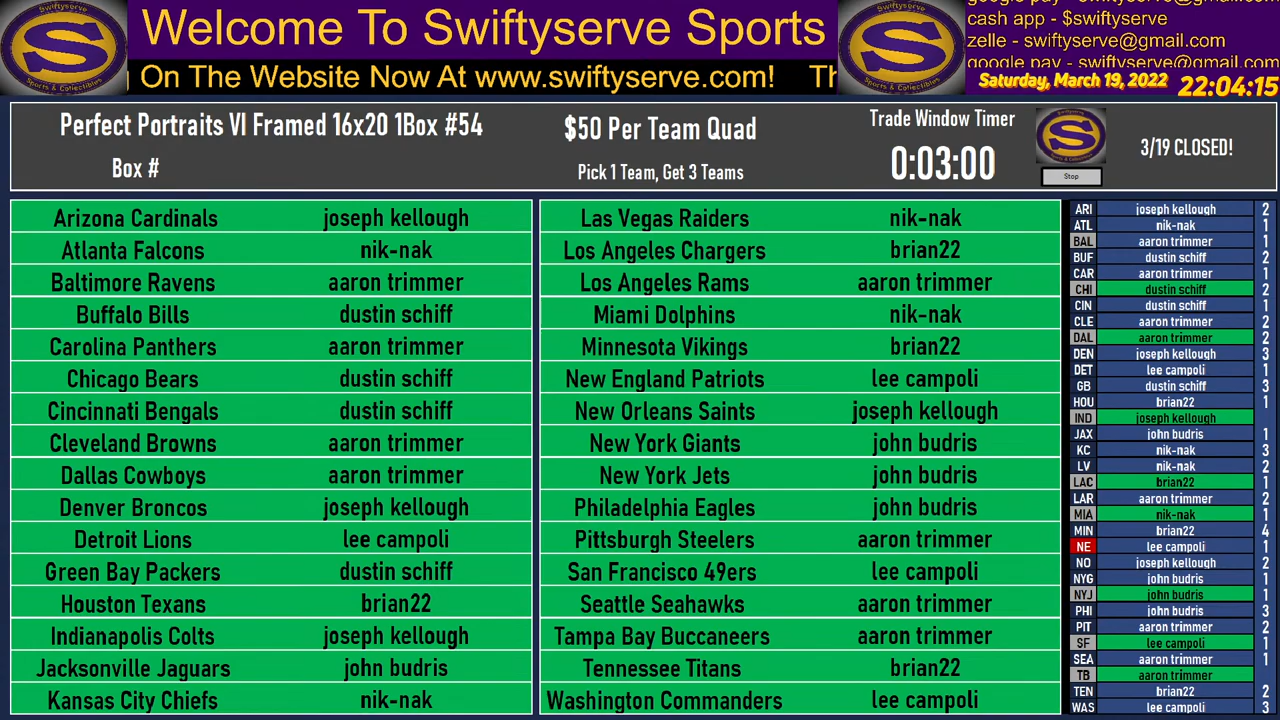 Welcome To Swiftyserve Sports
google pay - swiftyserve@gmail.com
cash app - $swiftyserve
zelle - swiftyserve@gmail.com
google pay - swiftyserve@gmail.com
On The Website Now At www.swiftyserve.com! Th
Saturday, March 19, 2022 22:04:15
Perfect Portraits VI Framed 16x20 1Box #54
Box #
$50 Per Team Quad
Pick 1 Team, Get 3 Teams
Trade Window Timer
0:03:00
Stop
3/19 CLOSED!
Arizona Cardinals joseph kellough
Atlanta Falcons nik-nak
Baltimore Ravens aaron trimmer
Buffalo Bills dustin schiff
Carolina Panthers aaron trimmer
Chicago Bears dustin schiff
Cincinnati Bengals dustin schiff
Cleveland Browns aaron trimmer
Dallas Cowboys aaron trimmer
Denver Broncos joseph kellough
Detroit Lions lee campoli
Green Bay Packers dustin schiff
Houston Texans brian22
Indianapolis Colts joseph kellough
Jacksonville Jaguars john budris
Kansas City Chiefs nik-nak
Las Vegas Raiders nik-nak
Los Angeles Chargers brian22
Los Angeles Rams aaron trimmer
Miami Dolphins nik-nak
Minnesota Vikings brian22
New England Patriots lee campoli
New Orleans Saints joseph kellough
New York Giants john budris
New York Jets john budris
Philadelphia Eagles john budris
Pittsburgh Steelers aaron trimmer
San Francisco 49ers lee campoli
Seattle Seahawks aaron trimmer
Tampa Bay Buccaneers aaron trimmer
Tennessee Titans brian22
Washington Commanders lee campoli
ARI joseph kellough 2
ATL nik-nak 1
BAL aaron trimmer 1
BUF dustin schiff 2
CAR aaron trimmer 1
CHI dustin schiff 2
CIN dustin schiff 1
CLE aaron trimmer 2
DAL aaron trimmer 2
DEN joseph kellough 3
DET lee campoli 1
GB dustin schiff 3
HOU brian22 1
IND joseph kellough
JAX john budris 1
KC nik-nak 3
LV nik-nak 2
LAC brian22 1
LAR aaron trimmer 2
MIA nik-nak 1
MIN brian22 4
NE lee campoli 1
NO joseph kellough 2
NYG john budris 1
NYJ john budris 1
PHI john budris 3
PIT aaron trimmer 2
SF lee campoli 1
SEA aaron trimmer 1
TB aaron trimmer
TEN brian22 2
WAS lee campoli 3